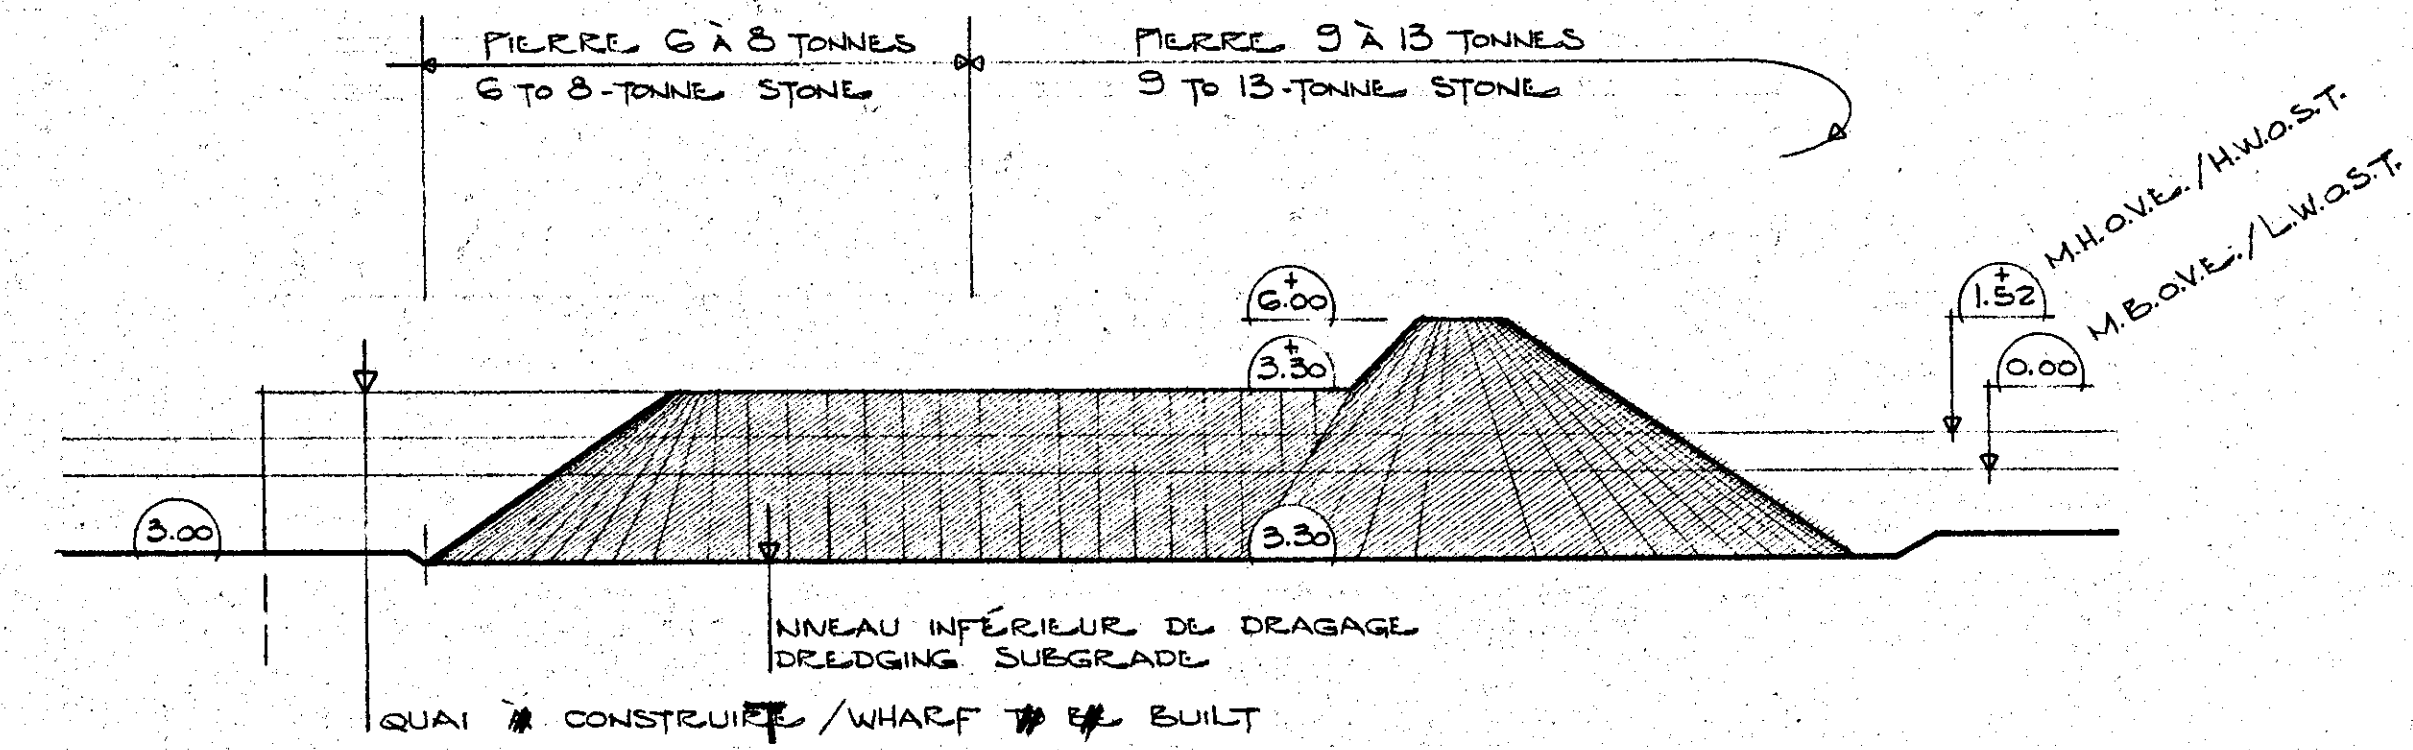 PIERRE 6 À 8 TONNES
6 TO 8-TONNE STONE
PIERRE 9 À 13 TONNES
9 TO 13-TONNE STONE
M.H.O.V.E./H.W.O.S.T.
M.B.O.V.E./L.W.O.S.T.
+
6.00
+
3.30
+
1.52
0.00
3.00
3.30
NIVEAU INFÉRIEUR DE DRAGAGE
DREDGING SUBGRADE
QUAI À CONSTRUIRE / WHARF TO BE BUILT